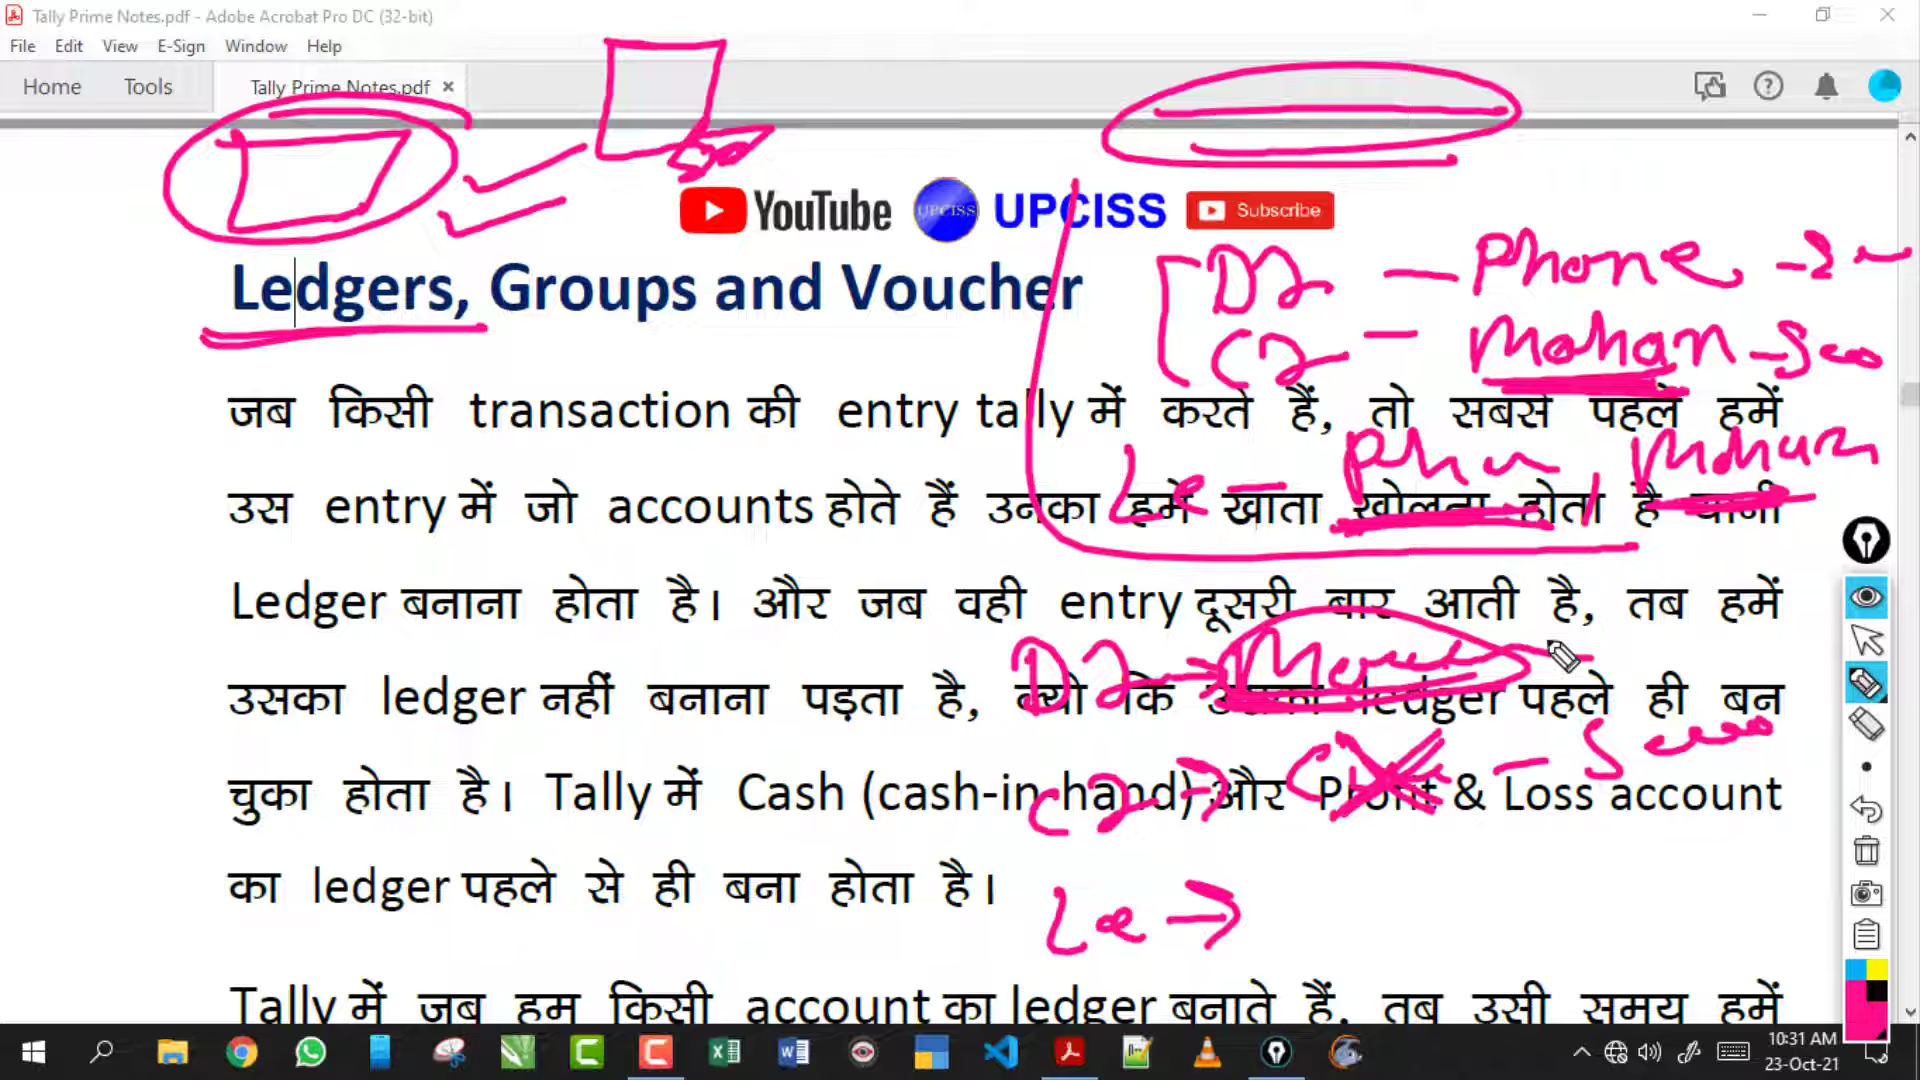 Tally Prime Notes.pdf - Adobe Acrobat Pro DC (32-bit)
File Edit View E-Sign Window Help
Home Tools Tally Prime Notes.pdf
YouTube UPCISS UPCISS Subscribe
Ledgers, Groups and Voucher
Phone
Mohan
जब किसी transaction की entry tally में करते हैं, तो सबसे पहले हमें
उस entry में जो accounts होते हैं उनका हमे खाता खोलना होता है यानी
Ledger बनाना होता है। और जब वही entry दूसरी बार आती है, तब हमें
उसका ledger नहीं बनाना पड़ता है, क्यो कि उसका ledger पहले ही बन
चुका होता है। Tally में Cash (cash-in-hand) और Profit & Loss account
का ledger पहले से ही बना होता है।
Le
Tally में जब हम किसी account का ledger बनाते हैं, तब उसी समय हमें
10:31 AM
23-Oct-21